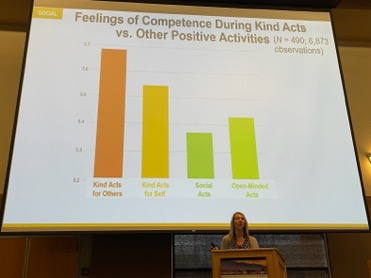 SOCIAL
Feelings of Competence During Kind Acts
vs. Other Positive Activities (N = 490; 6,873
observations)
5.7
5.6
5.5
5.4
5.3
5.2
Kind Acts
for Others
Kind Acts
for Self
Social
Acts
Open-Minded
Acts